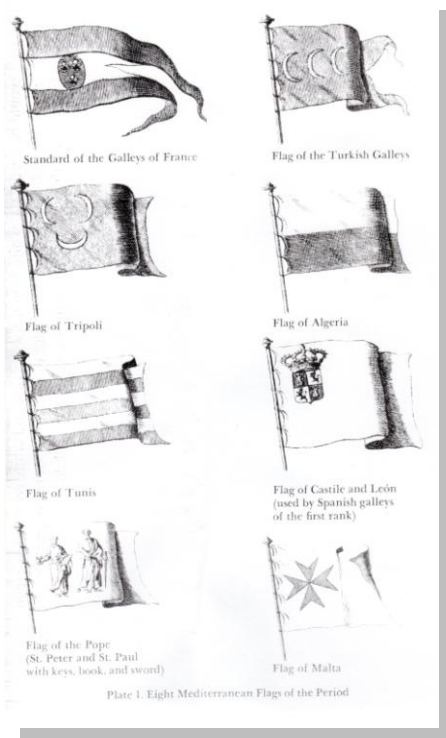 Standard of the Galleys of France
Flag of the Turkish Galleys
Flag of Tripoli
Flag of Algeria
Flag of Tunis
Flag of Castile and León
(used by Spanish galleys
of the first rank)
Flag of the Pope
(St. Peter and St. Paul
with keys, book, and sword)
Flag of Malta
Plate 1. Eight Mediterranean Flags of the Period